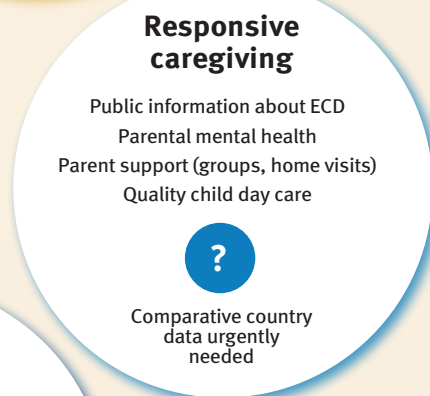 Responsive
caregiving
Public information about ECD
Parental mental health
Parent support (groups, home visits)
Quality child day care
?
Comparative country
data urgently
needed